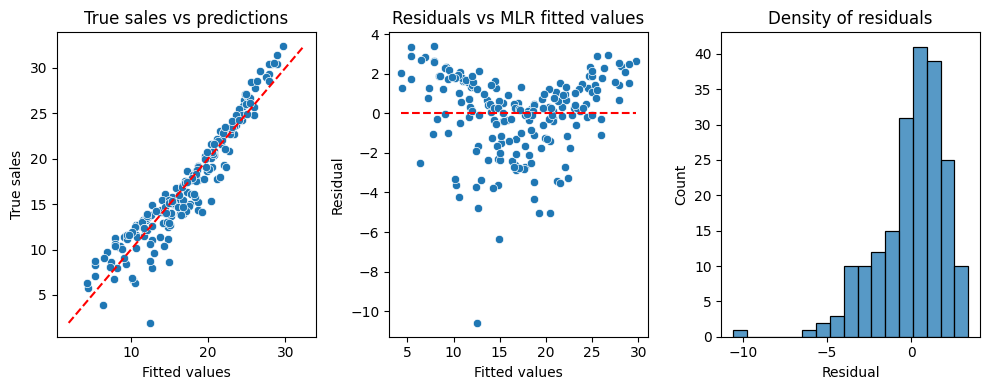 True sales vs predictions
True sales
30
25
20
15
10
5
10 20 30
Fitted values
Residuals vs MLR fitted values
Residual
4
2
0
−2
−4
−6
−8
−10
5 10 15 20 25 30
Fitted values
Density of residuals
Count
40
35
30
25
20
15
10
5
0
−10 −5 0
Residual